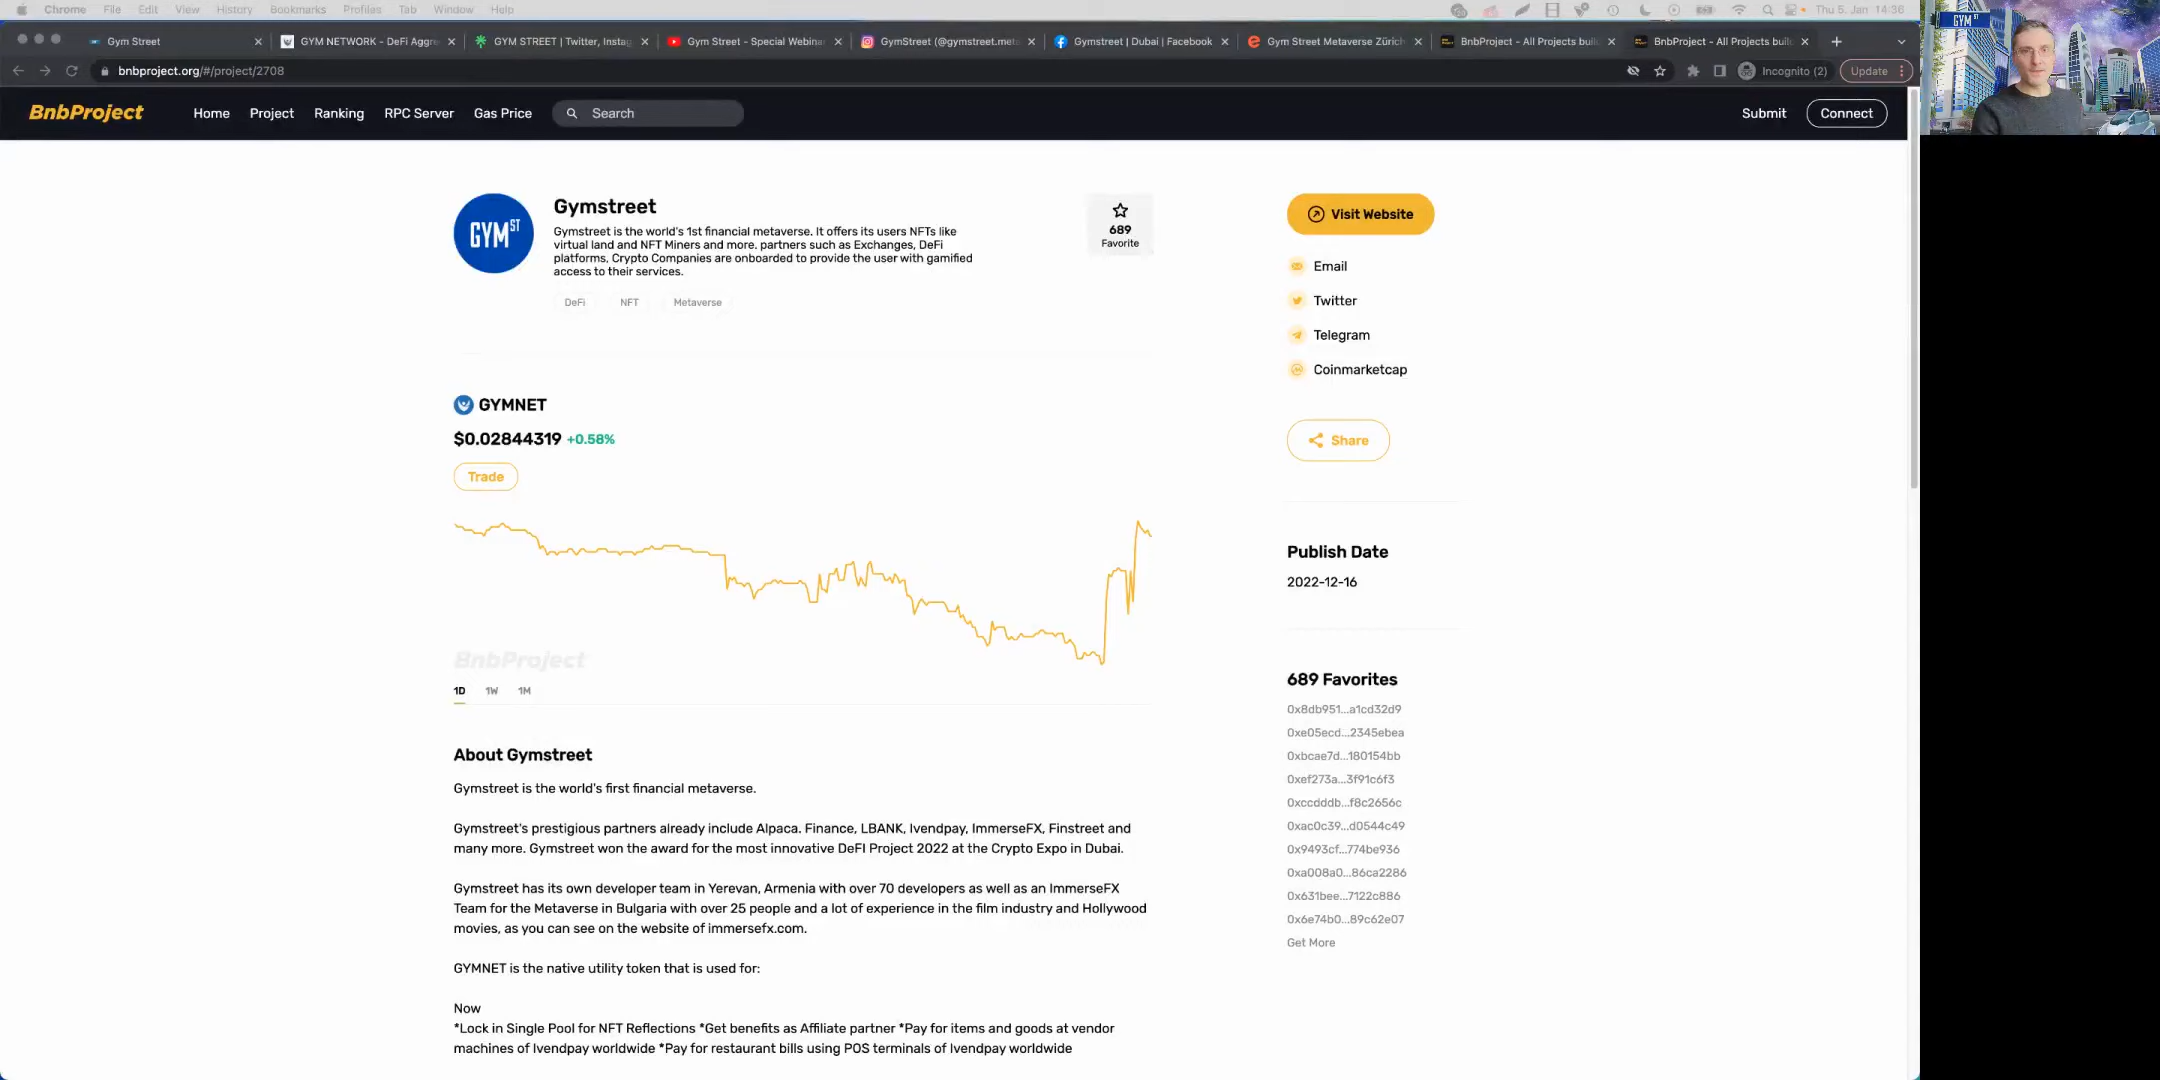 Chrome File Edit View History Bookmarks Profiles Tab Window Help Thu 5. Jan 14:36
Gym Street GYM NETWORK - DeFi Aggre GYM STREET | Twitter, Instag Gym Street - Special Webinar GymStreet (@gymstreet.meta Gymstreet | Dubai | Facebook Gym Street Metaverse Zürich BnbProject - All Projects buil BnbProject - All Projects buil
bnbproject.org/#/project/2708 Incognito (2) Update
GYM ST
BnbProject Home Project Ranking RPC Server Gas Price Search Submit Connect
GYM ST
Gymstreet
Gymstreet is the world's 1st financial metaverse. It offers its users NFTs like
virtual land and NFT Miners and more. partners such as Exchanges, DeFi
platforms, Crypto Companies are onboarded to provide the user with gamified
access to their services.
DeFi NFT Metaverse
689
Favorite
Visit Website
Email
Twitter
Telegram
Coinmarketcap
Share
GYMNET
$0.02844319 +0.58%
Trade
BnbProject
1D 1W 1M
Publish Date
2022-12-16
689 Favorites
0x8db951...a1cd32d9
0xe05ecd...2345ebea
0xbcae7d...180154bb
0xef273a...3f91c6f3
0xccdddb...f8c2656c
0xac0c39...d0544c49
0x9493cf...774be936
0xa008a0...86ca2286
0x631bee...7122c886
0x6e74b0...89c62e07
Get More
About Gymstreet
Gymstreet is the world's first financial metaverse.
Gymstreet's prestigious partners already include Alpaca. Finance, LBANK, Ivendpay, ImmerseFX, Finstreet and
many more. Gymstreet won the award for the most innovative DeFI Project 2022 at the Crypto Expo in Dubai.
Gymstreet has its own developer team in Yerevan, Armenia with over 70 developers as well as an ImmerseFX
Team for the Metaverse in Bulgaria with over 25 people and a lot of experience in the film industry and Hollywood
movies, as you can see on the website of immersefx.com.
GYMNET is the native utility token that is used for:
Now
*Lock in Single Pool for NFT Reflections *Get benefits as Affiliate partner *Pay for items and goods at vendor
machines of Ivendpay worldwide *Pay for restaurant bills using POS terminals of Ivendpay worldwide